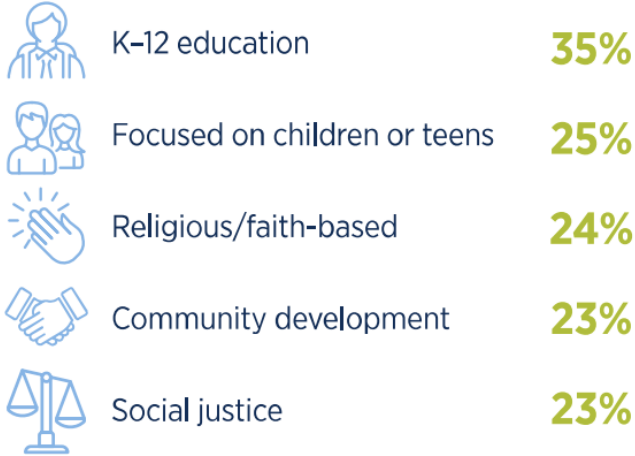 K–12 education 35%
Focused on children or teens 25%
Religious/faith-based 24%
Community development 23%
Social justice 23%